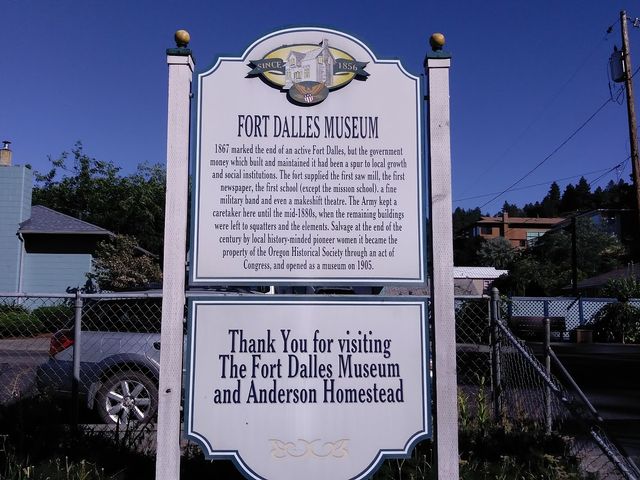 SINCE 1856
FORT DALLES MUSEUM
1867 marked the end of an active Fort Dalles, but the government
money which built and maintained it had been a spur to local growth
and social institutions. The fort supplied the first saw mill, the first
newspaper, the first school (except the mission school), a fine
military band and even a makeshift theatre. The Army kept a
caretaker here until the mid-1880s, when the remaining buildings
were left to squatters and the elements. Salvage at the end of the
century by local history-minded pioneer women it became the
property of the Oregon Historical Society through an act of
Congress, and opened as a museum on 1905.
Thank You for visiting
The Fort Dalles Museum
and Anderson Homestead